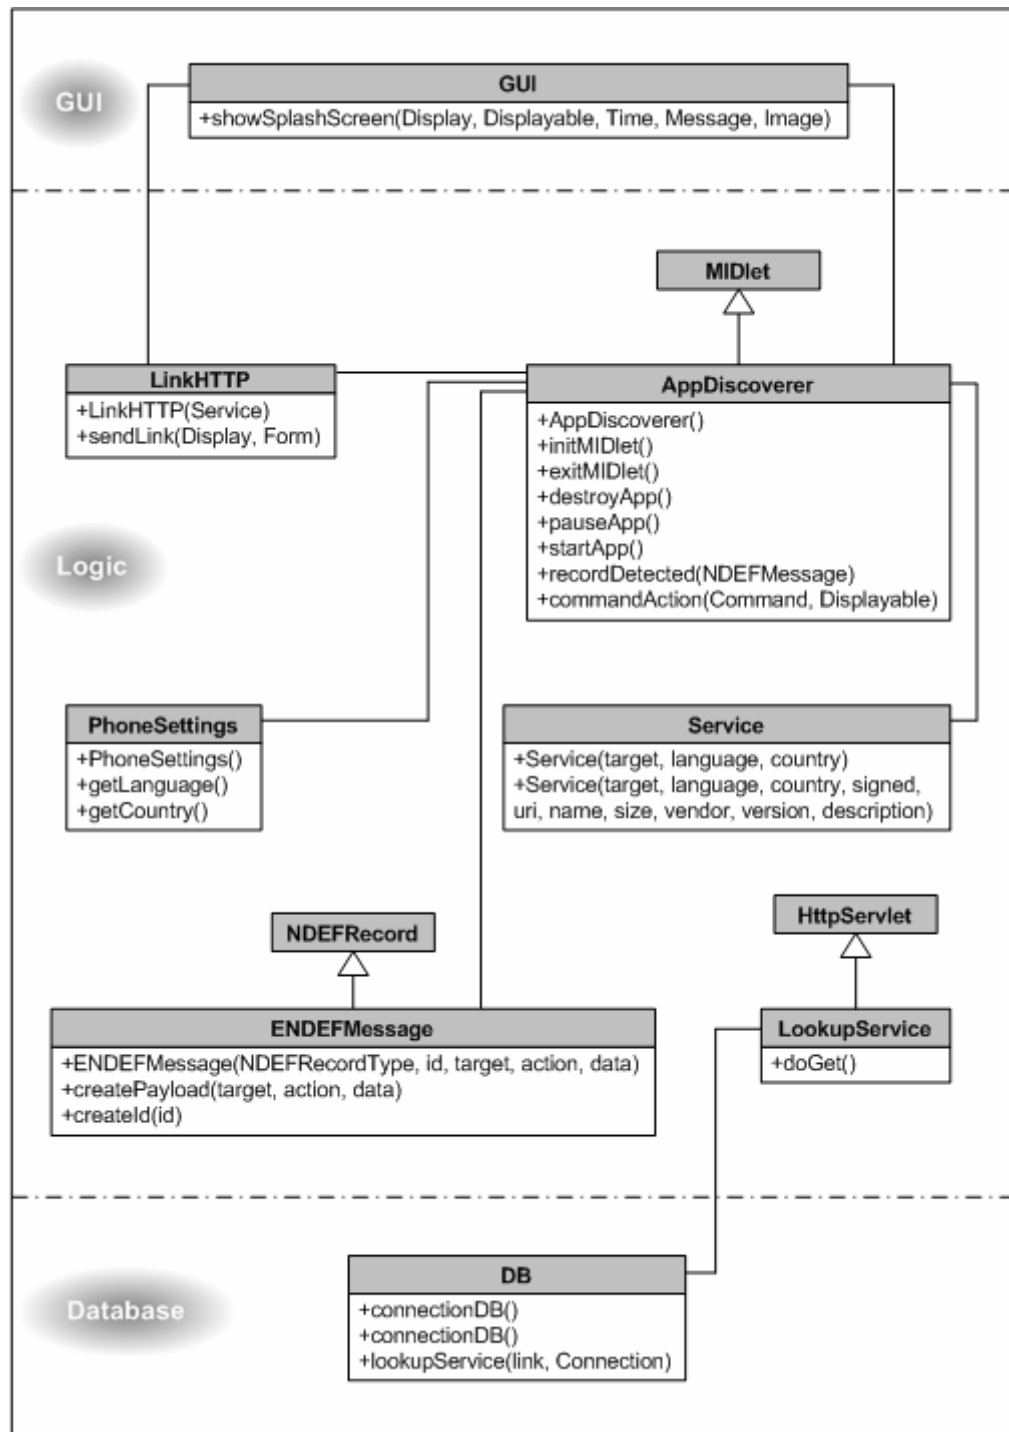 GUI
GUI
+showSplashScreen(Display, Displayable, Time, Message, Image)
MIDlet
LinkHTTP
+LinkHTTP(Service)
+sendLink(Display, Form)
AppDiscoverer
+AppDiscoverer()
+initMIDlet()
+exitMIDlet()
+destroyApp()
+pauseApp()
+startApp()
+recordDetected(NDEFMessage)
+commandAction(Command, Displayable)
Logic
PhoneSettings
+PhoneSettings()
+getLanguage()
+getCountry()
Service
+Service(target, language, country)
+Service(target, language, country, signed,
uri, name, size, vendor, version, description)
NDEFRecord
HttpServlet
ENDEFMessage
+ENDEFMessage(NDEFRecordType, id, target, action, data)
+createPayload(target, action, data)
+createId(id)
LookupService
+doGet()
Database
DB
+connectionDB()
+connectionDB()
+lookupService(link, Connection)